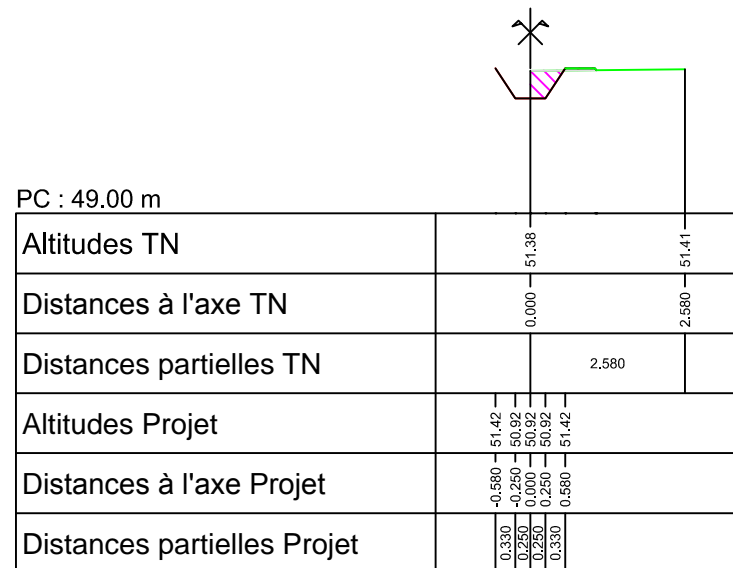 PC : 49.00 m
Altitudes TN 51.38 51.41
Distances à l'axe TN 0.000 2.580
Distances partielles TN 2.580
Altitudes Projet 51.42 50.92 50.92 50.92 51.42
Distances à l'axe Projet -0.580 -0.250 0.000 0.250 0.580
Distances partielles Projet 0.330 0.250 0.250 0.330